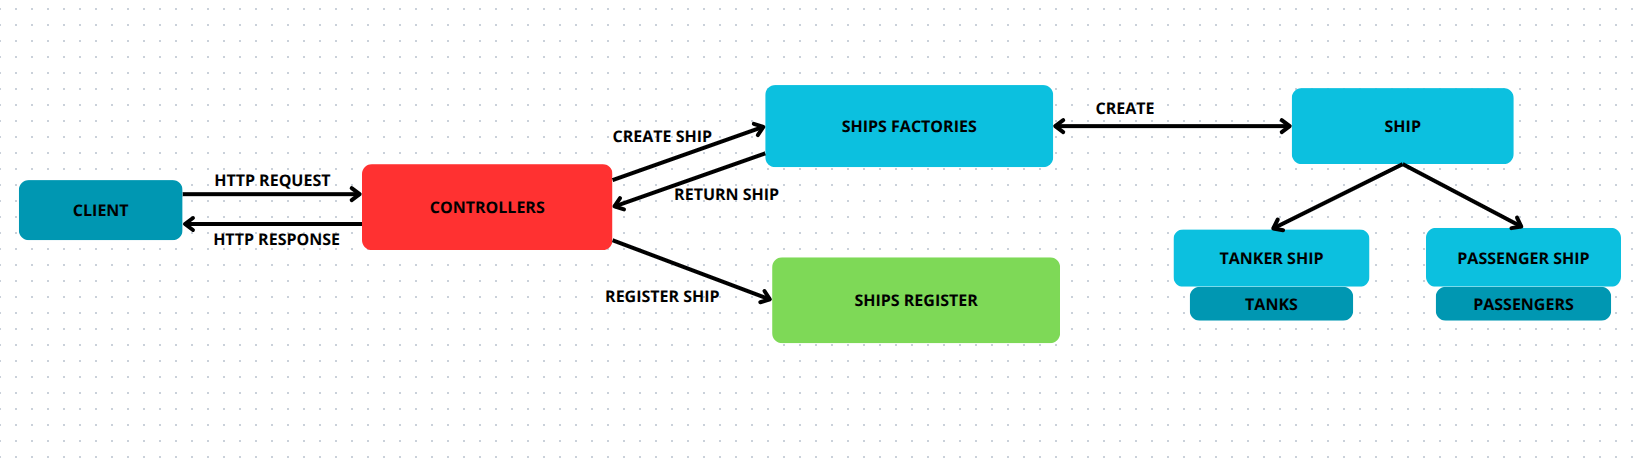 CLIENT
HTTP REQUEST
HTTP RESPONSE
CONTROLLERS
CREATE SHIP
RETURN SHIP
REGISTER SHIP
SHIPS FACTORIES
SHIPS REGISTER
CREATE
SHIP
TANKER SHIP
TANKS
PASSENGER SHIP
PASSENGERS